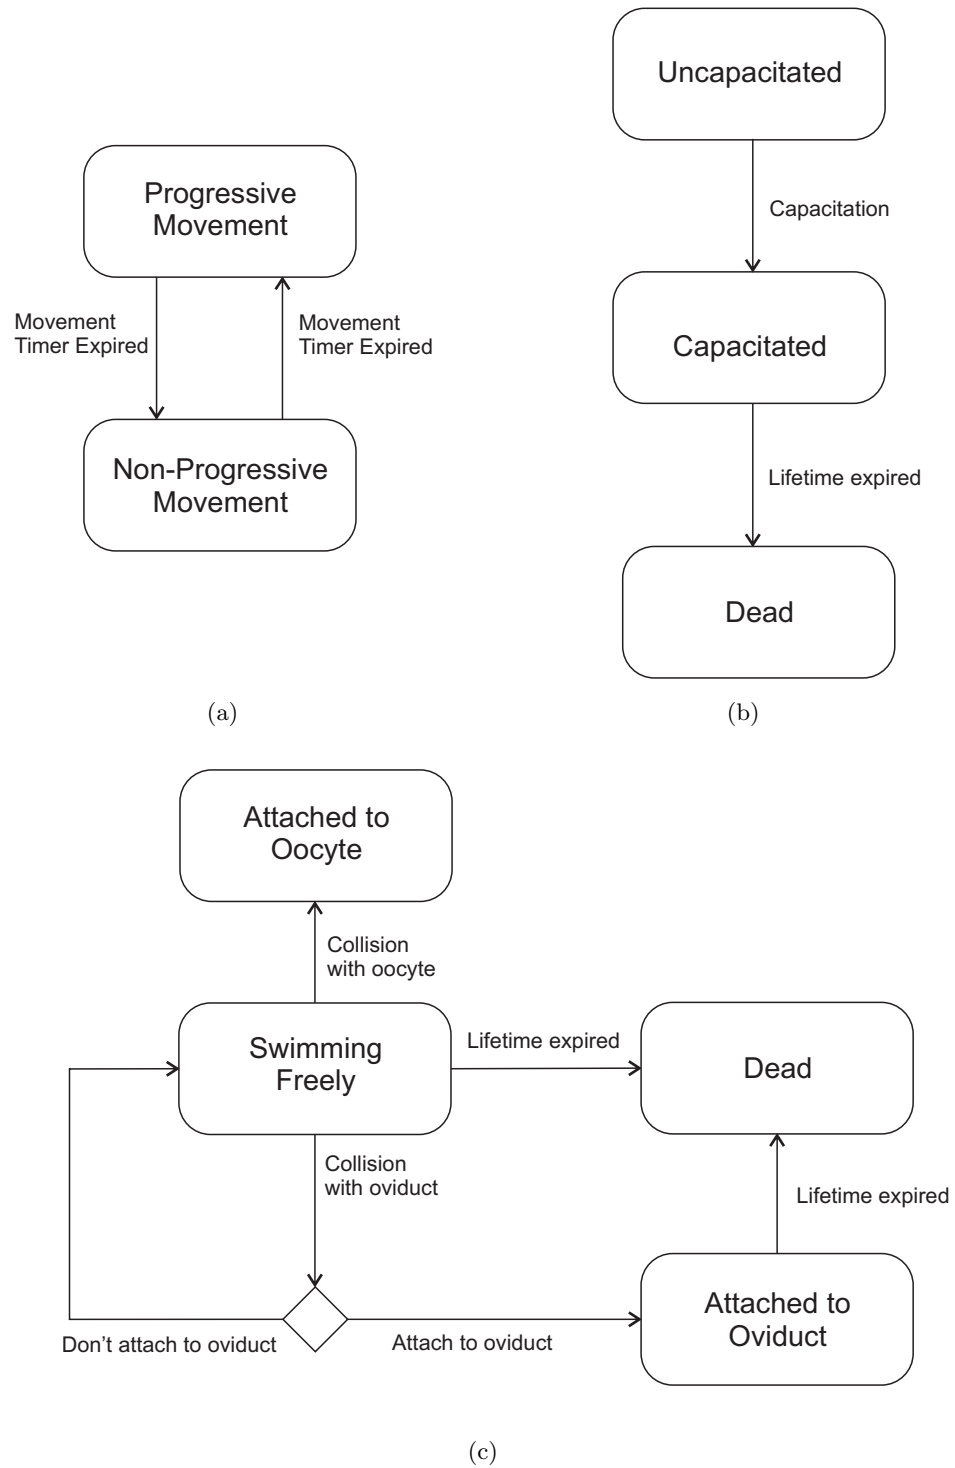 Progressive
Movement
Movement
Timer Expired
Movement
Timer Expired
Non-Progressive
Movement
(a)
Uncapacitated
Capacitation
Capacitated
Lifetime expired
Dead
(b)
Attached to
Oocyte
Collision
with oocyte
Swimming
Freely
Lifetime expired
Dead
Collision
with oviduct
Lifetime expired
Don't attach to oviduct
Attach to oviduct
Attached to
Oviduct
(c)